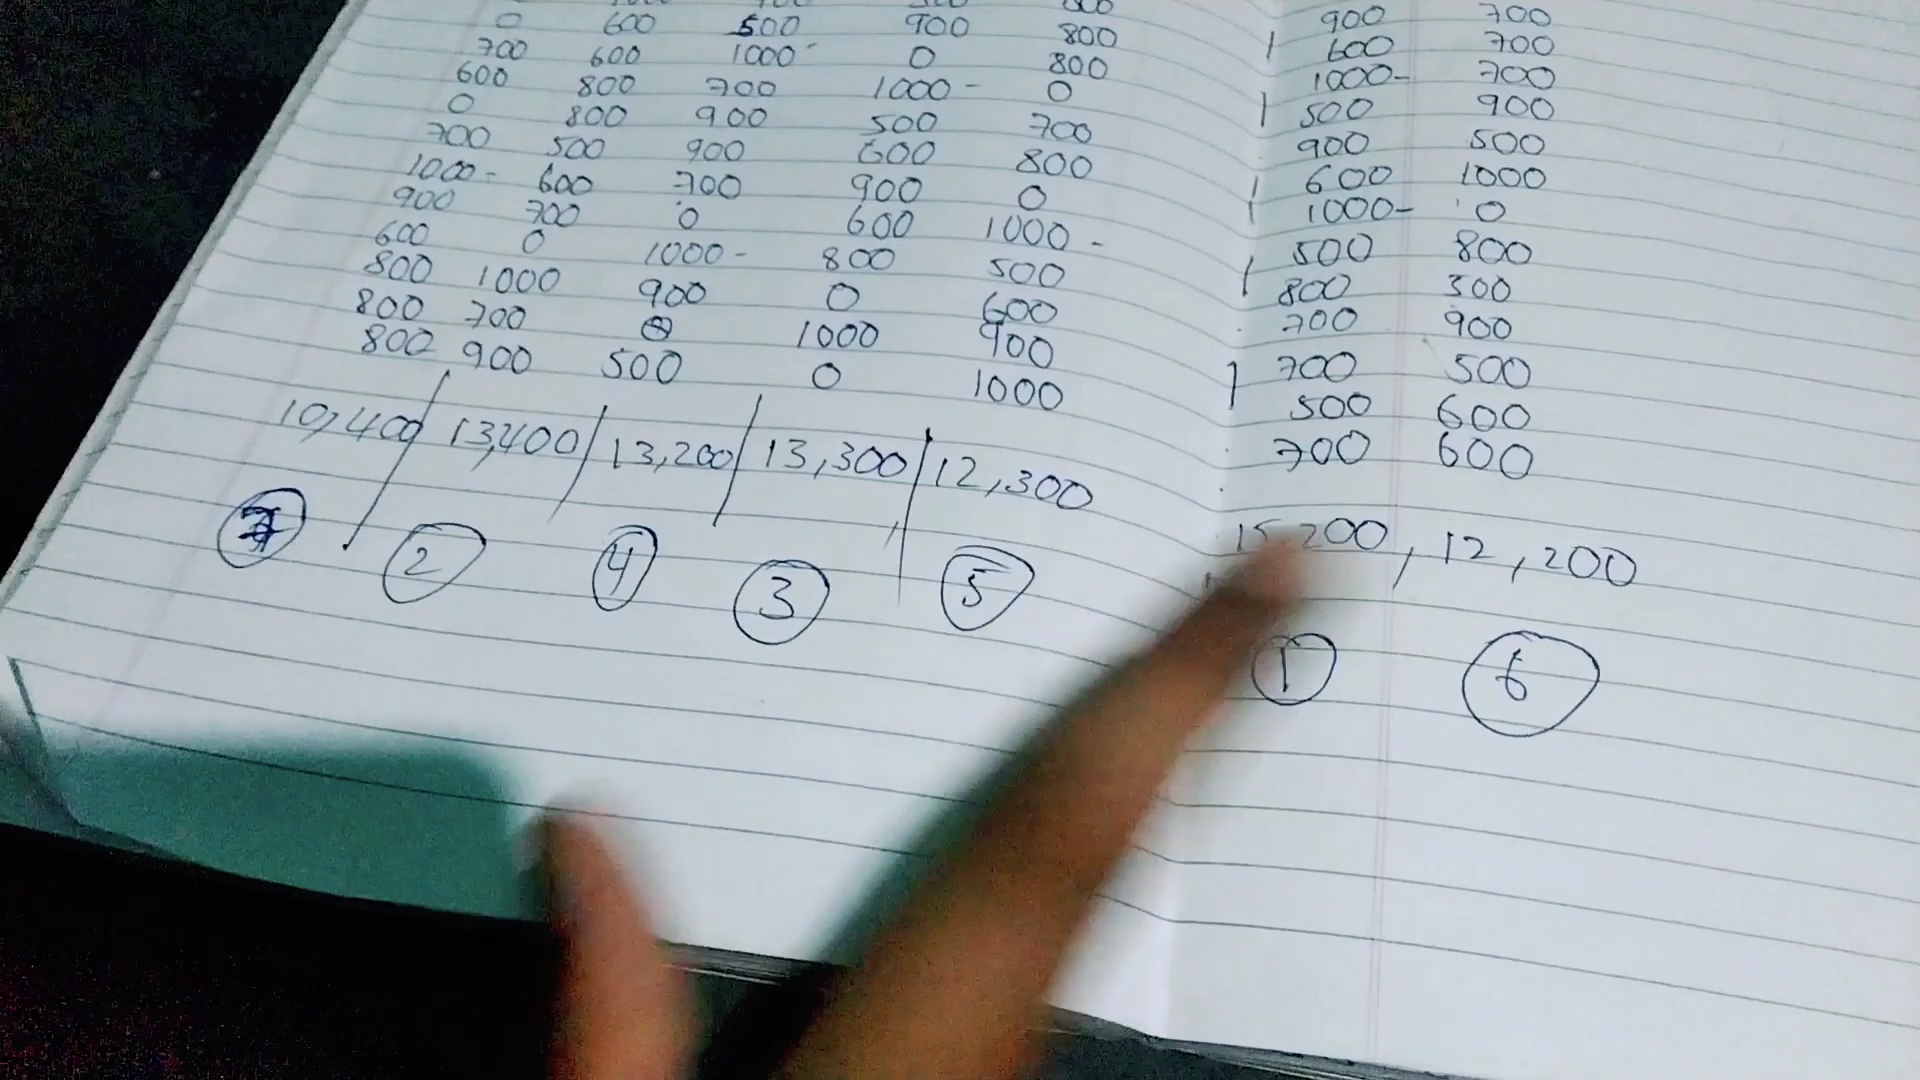 0 600 500 900 800
700 600 1000- 0 800
600 800 700 1000- 0
0 800 900 500 700
700 500 900 600 800
1000- 600 700 900 0
900 700 0 600 1000-
600 0 1000- 800 500
800 1000 900 0 600
800 700 1000 900
800 900 500 0 1000
10,400 13,400 13,200 13,300 12,300
2 4 3 5
900 700
600 700
1000- 700
500 900
900 500
600 1000
1000- 0
500 800
800 500
700 900
700 500
500 600
700 600
15,200, 12,200
1 6